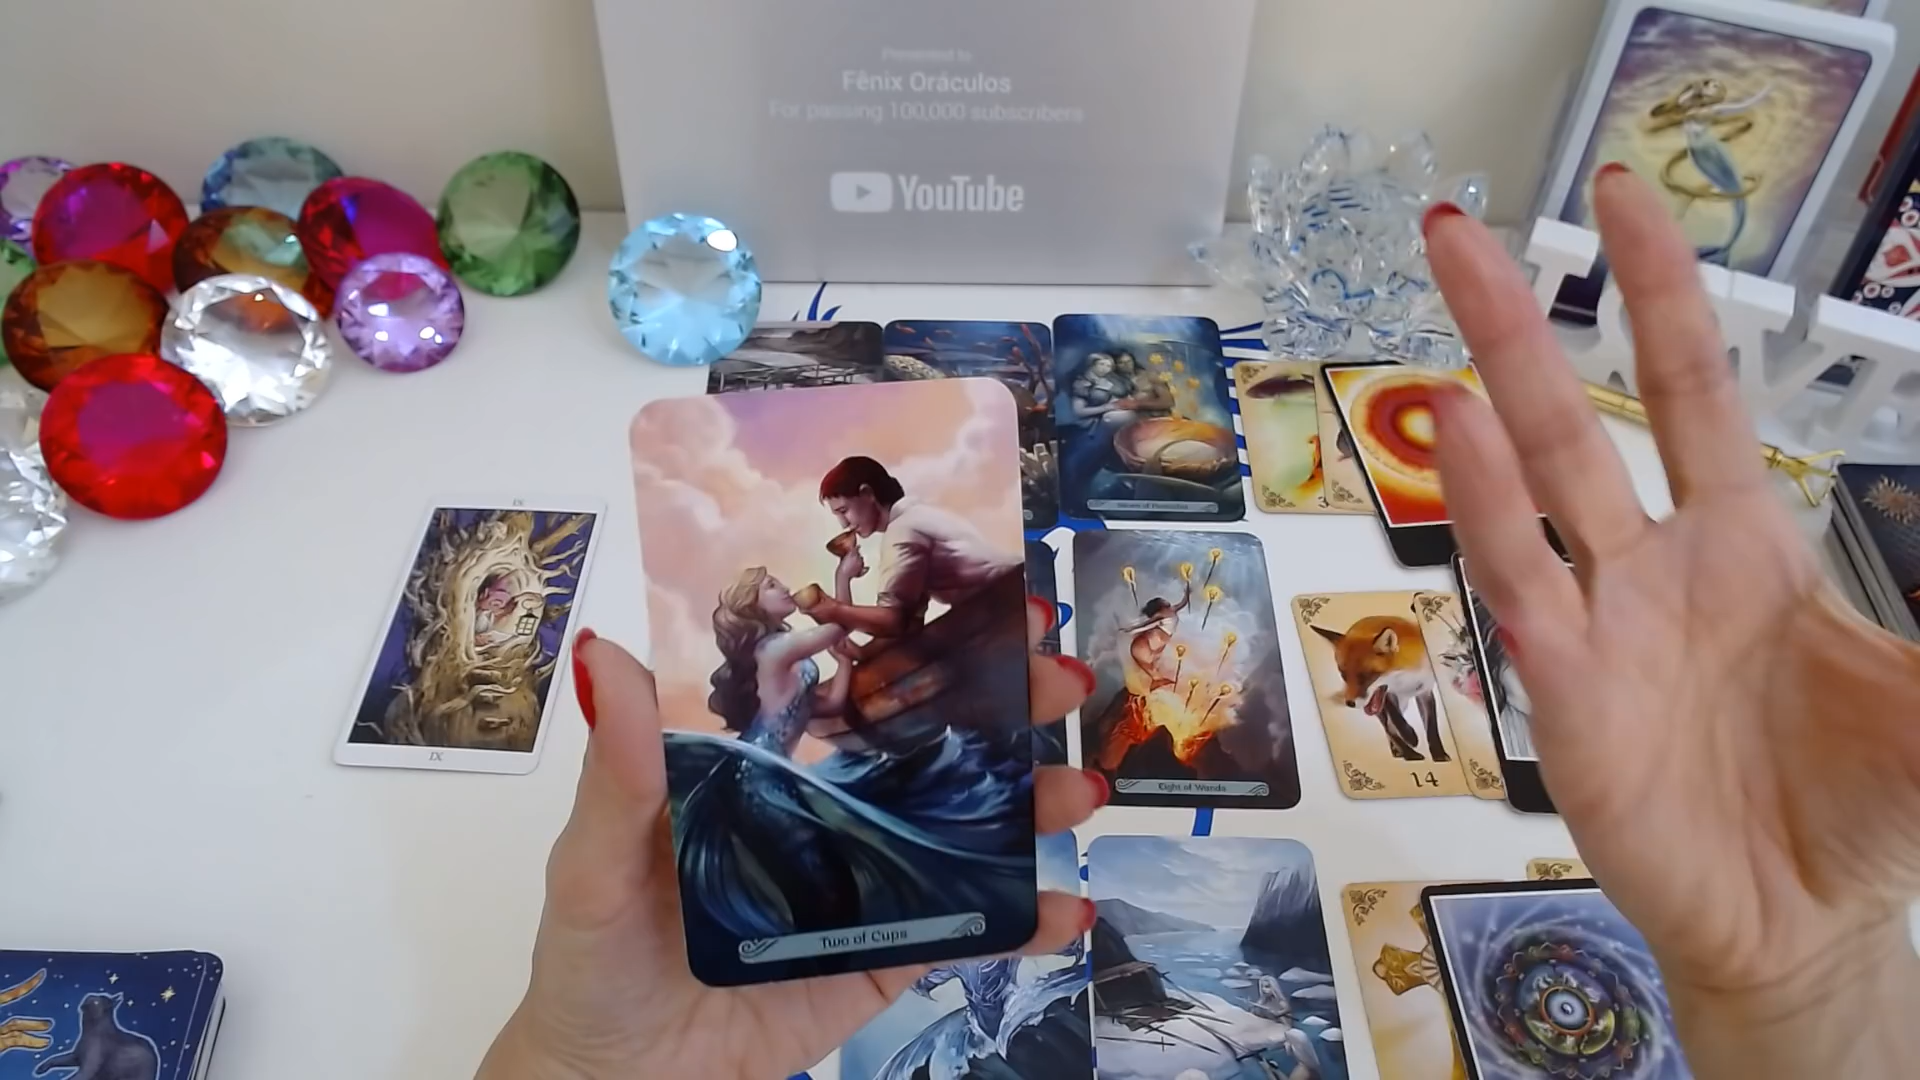 Presented to
Fênix Oráculos
For passing 100,000 subscribers
YouTube
IX
IX
3
Eight of Wands
14
Two of Cups